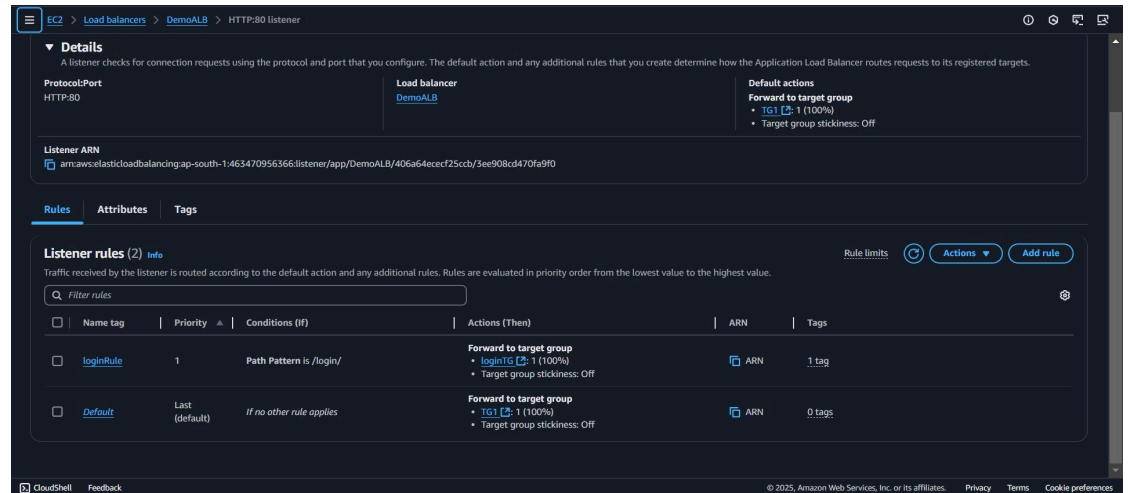 EC2 > Load balancers > DemoALB > HTTP:80 listener
Details
A listener checks for connection requests using the protocol and port that you configure. The default action and any additional rules that you create determine how the Application Load Balancer routes requests to its registered targets.
Protocol:Port
HTTP:80
Load balancer
DemoALB
Default actions
Forward to target group
• TG1: 1 (100%)
• Target group stickiness: Off
Listener ARN
arn:aws:elasticloadbalancing:ap-south-1:463470956366:listener/app/DemoALB/406a64ececf25ccb/3ee908cd470fa9f0
Rules Attributes Tags
Listener rules (2) Info
Rule limits Actions Add rule
Traffic received by the listener is routed according to the default action and any additional rules. Rules are evaluated in priority order from the lowest value to the highest value.
Filter rules
Name tag Priority Conditions (If) Actions (Then) ARN Tags
loginRule 1 Path Pattern is /login/ Forward to target group ARN 1 tag
• loginTG: 1 (100%)
• Target group stickiness: Off
Default Last (default) If no other rule applies Forward to target group ARN 0 tags
• TG1: 1 (100%)
• Target group stickiness: Off
CloudShell Feedback © 2025, Amazon Web Services, Inc. or its affiliates. Privacy Terms Cookie preferences